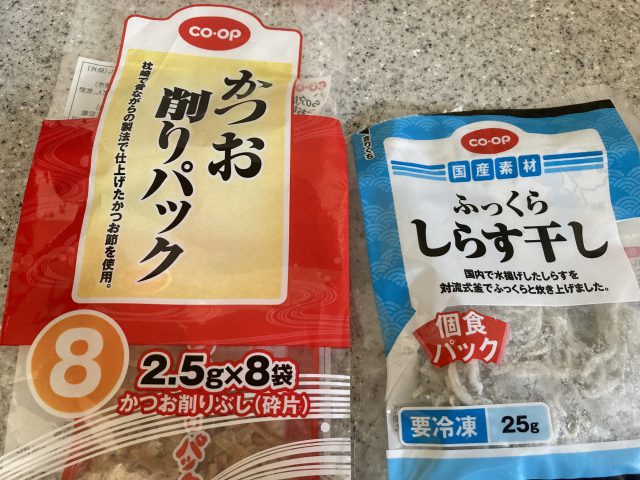 CO·OP
かつお
削りパック
枕崎で昔ながらの製法で仕上げたかつお節を使用。
8
2.5g×8袋
かつお削りぶし(砕片)
CO·OP
国産素材
ふっくら
しらす干し
国内で水揚げしたしらすを
対流式釜でふっくらと炊き上げました。
個食
パック
要冷凍 25g